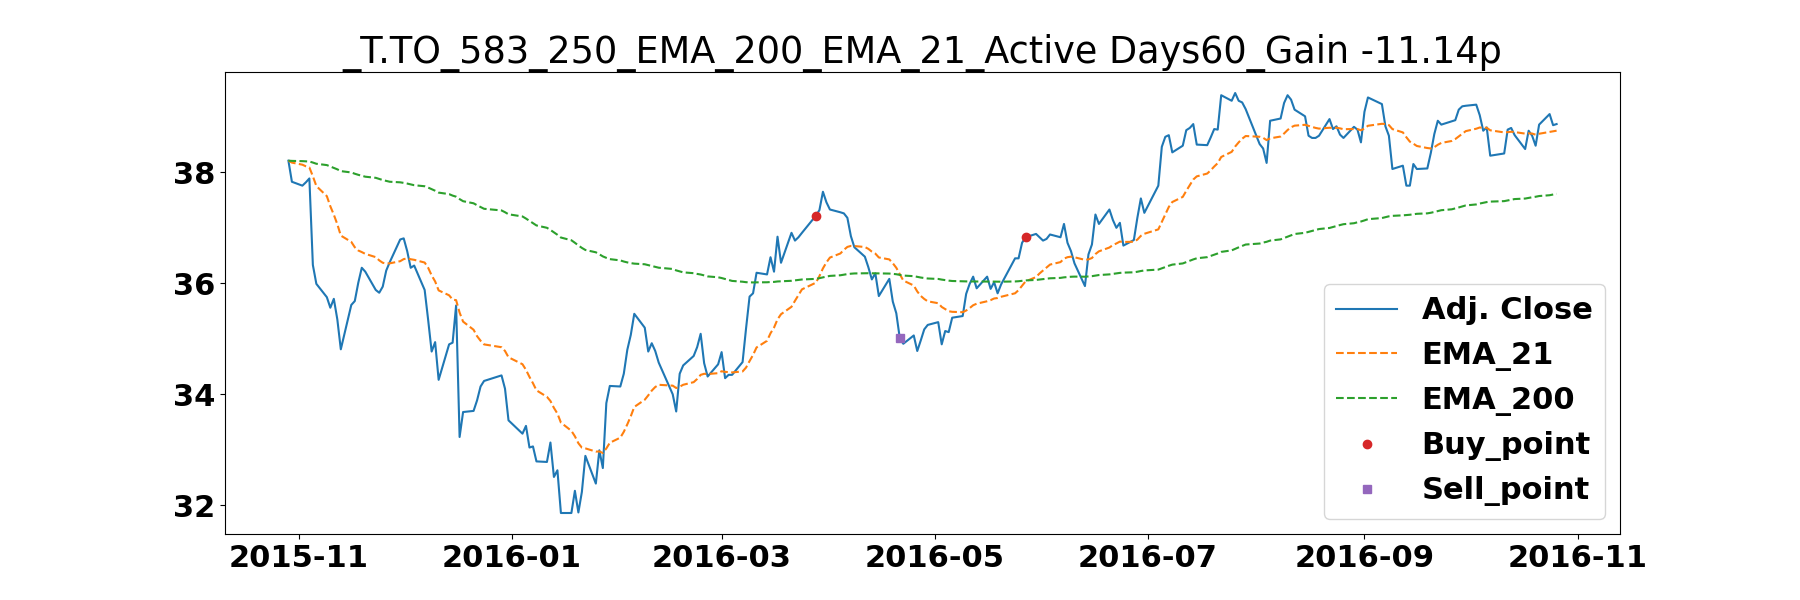 _T.TO_583_250_EMA_200_EMA_21_Active Days60_Gain -11.14p
38
36
34
32
2015-11 2016-01 2016-03 2016-05 2016-07 2016-09 2016-11
Adj. Close
EMA_21
EMA_200
Buy_point
Sell_point